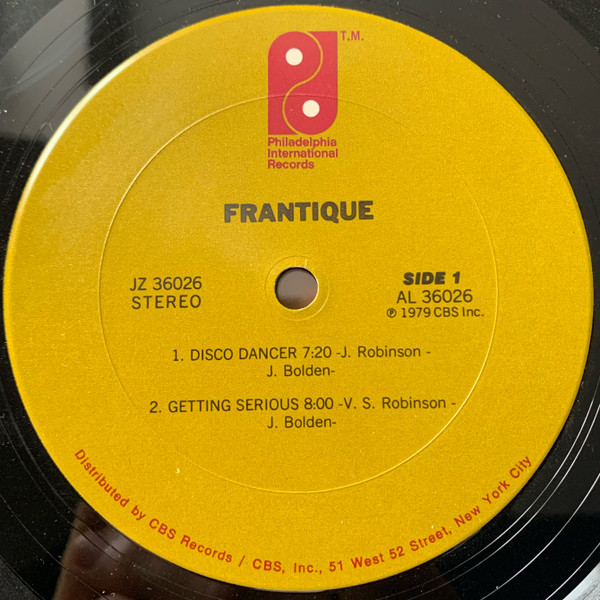 T.M.
Philadelphia
International
Records
FRANTIQUE
JZ 36026
STEREO
SIDE 1
AL 36026
℗ 1979 CBS Inc.
1. DISCO DANCER 7:20 -J. Robinson -
J. Bolden-
2. GETTING SERIOUS 8:00 -V. S. Robinson -
J. Bolden-
Distributed by CBS Records / CBS, Inc., 51 West 52 Street, New York City